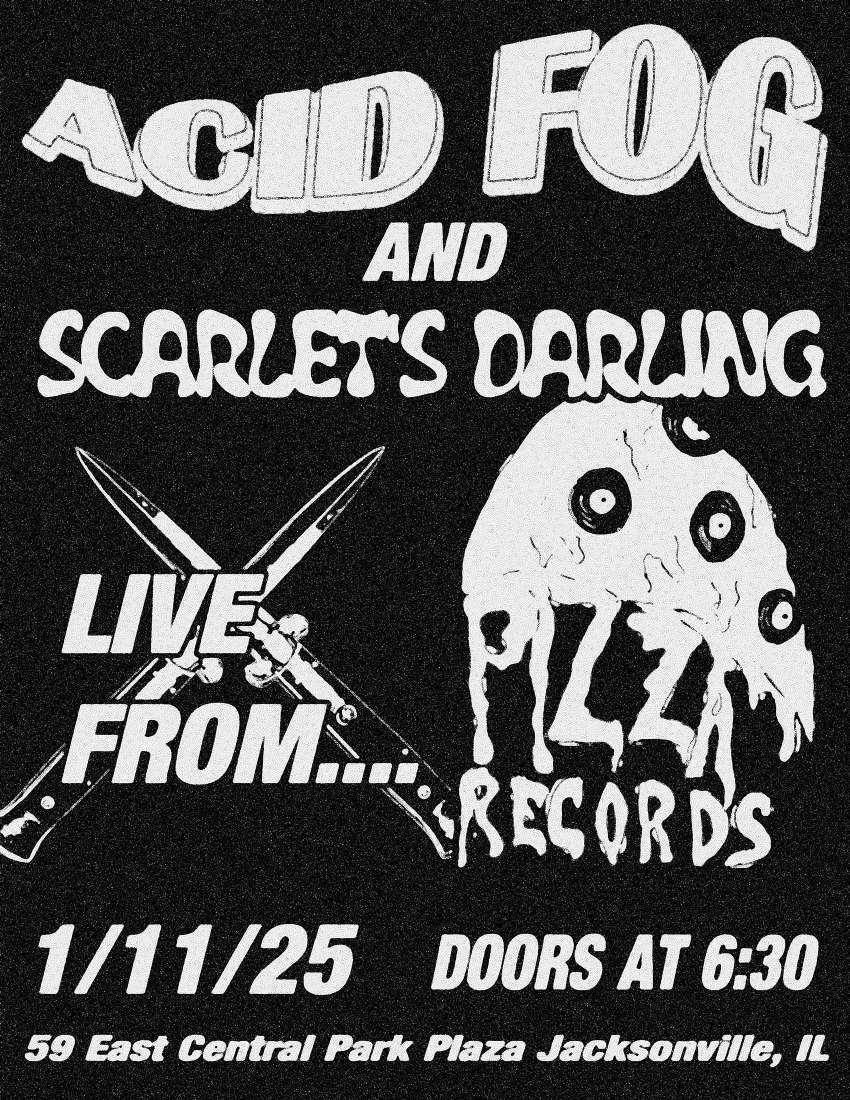 ACID FOG
AND
SCARLET'S DARLING
LIVE
FROM....
PIZZA
RECORDS
1/11/25
DOORS AT 6:30
59 East Central Park Plaza Jacksonville, IL